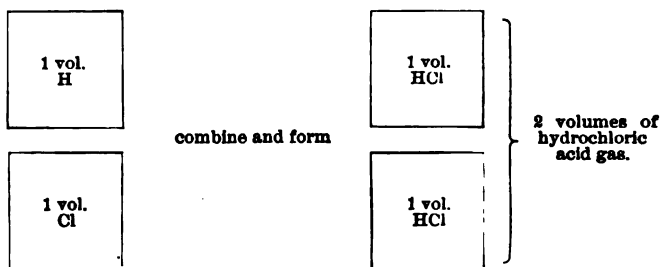 1 vol.
H
1 vol.
HCl
combine and form
2 volumes of
hydrochloric
acid gas.
1 vol.
Cl
1 vol.
HCl